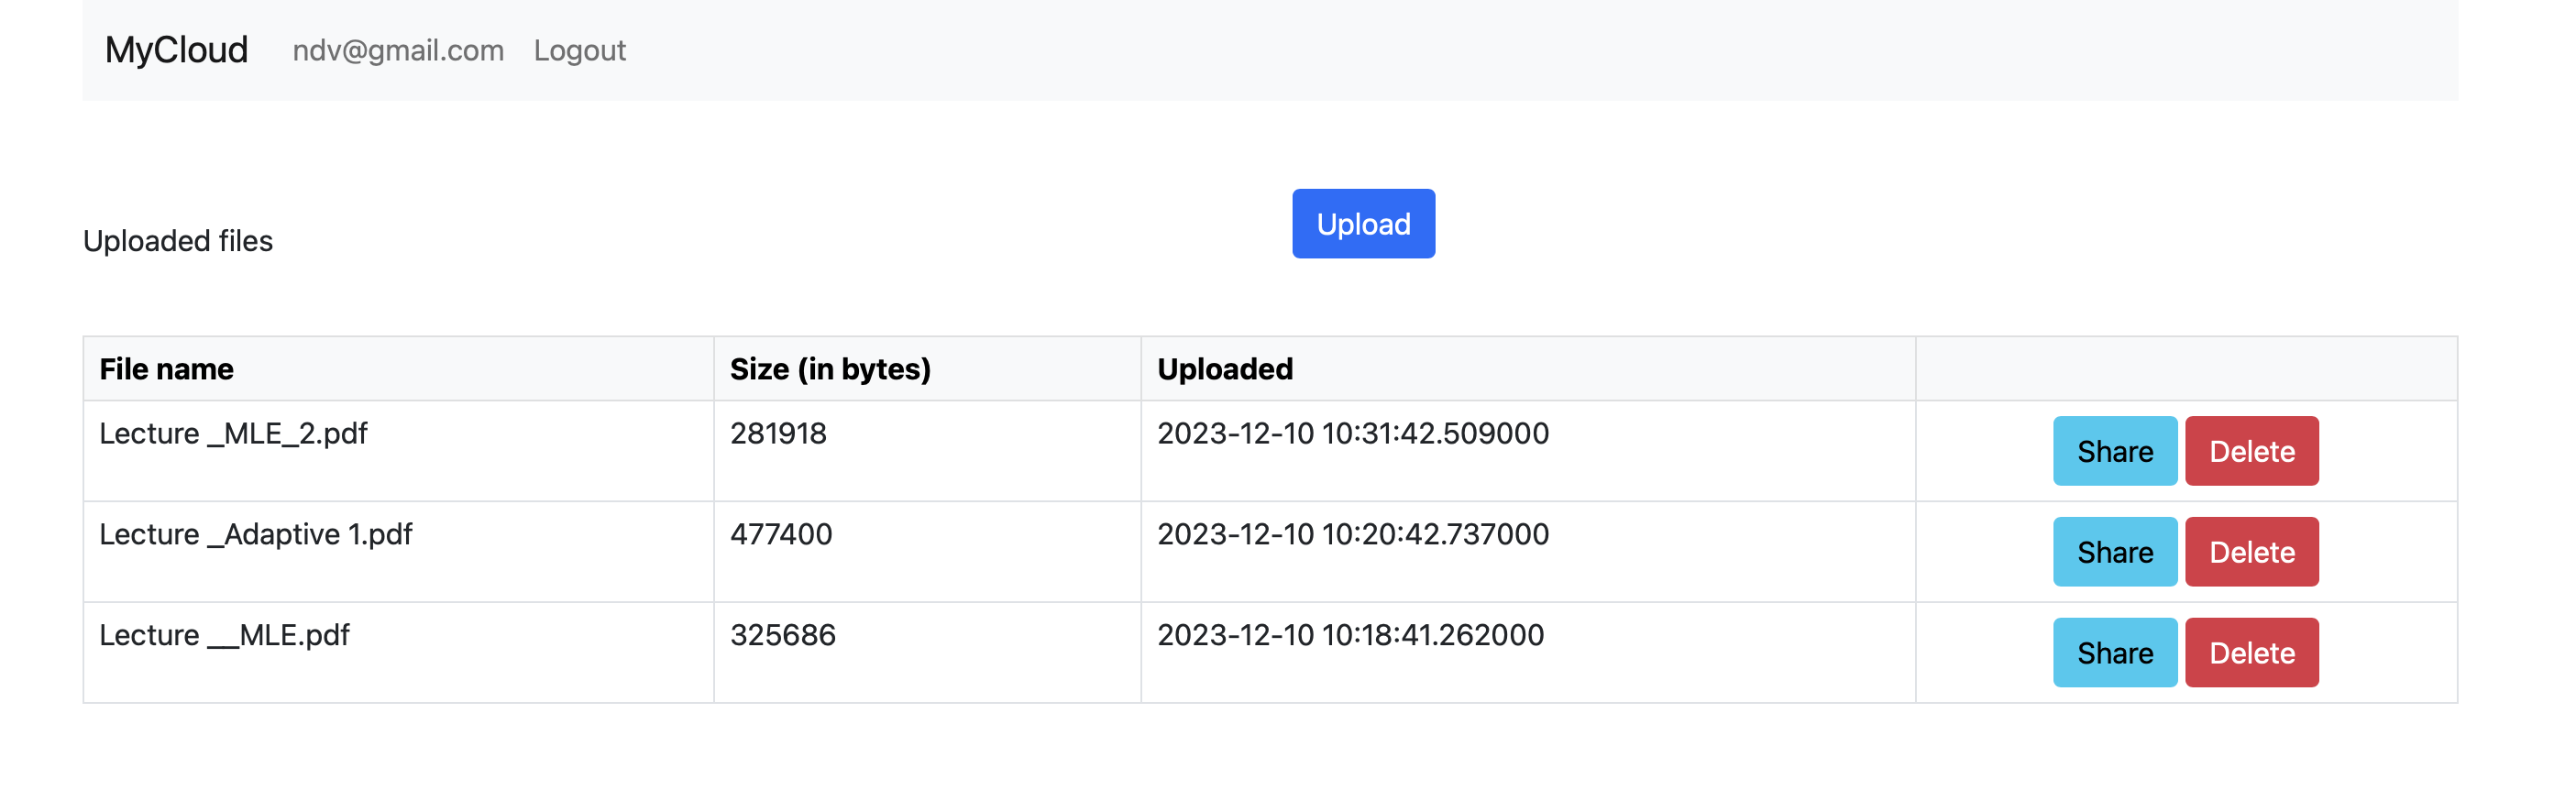 MyCloud ndv@gmail.com Logout
Uploaded files Upload
File name Size (in bytes) Uploaded
Lecture _MLE_2.pdf 281918 2023-12-10 10:31:42.509000 Share Delete
Lecture _Adaptive 1.pdf 477400 2023-12-10 10:20:42.737000 Share Delete
Lecture __MLE.pdf 325686 2023-12-10 10:18:41.262000 Share Delete